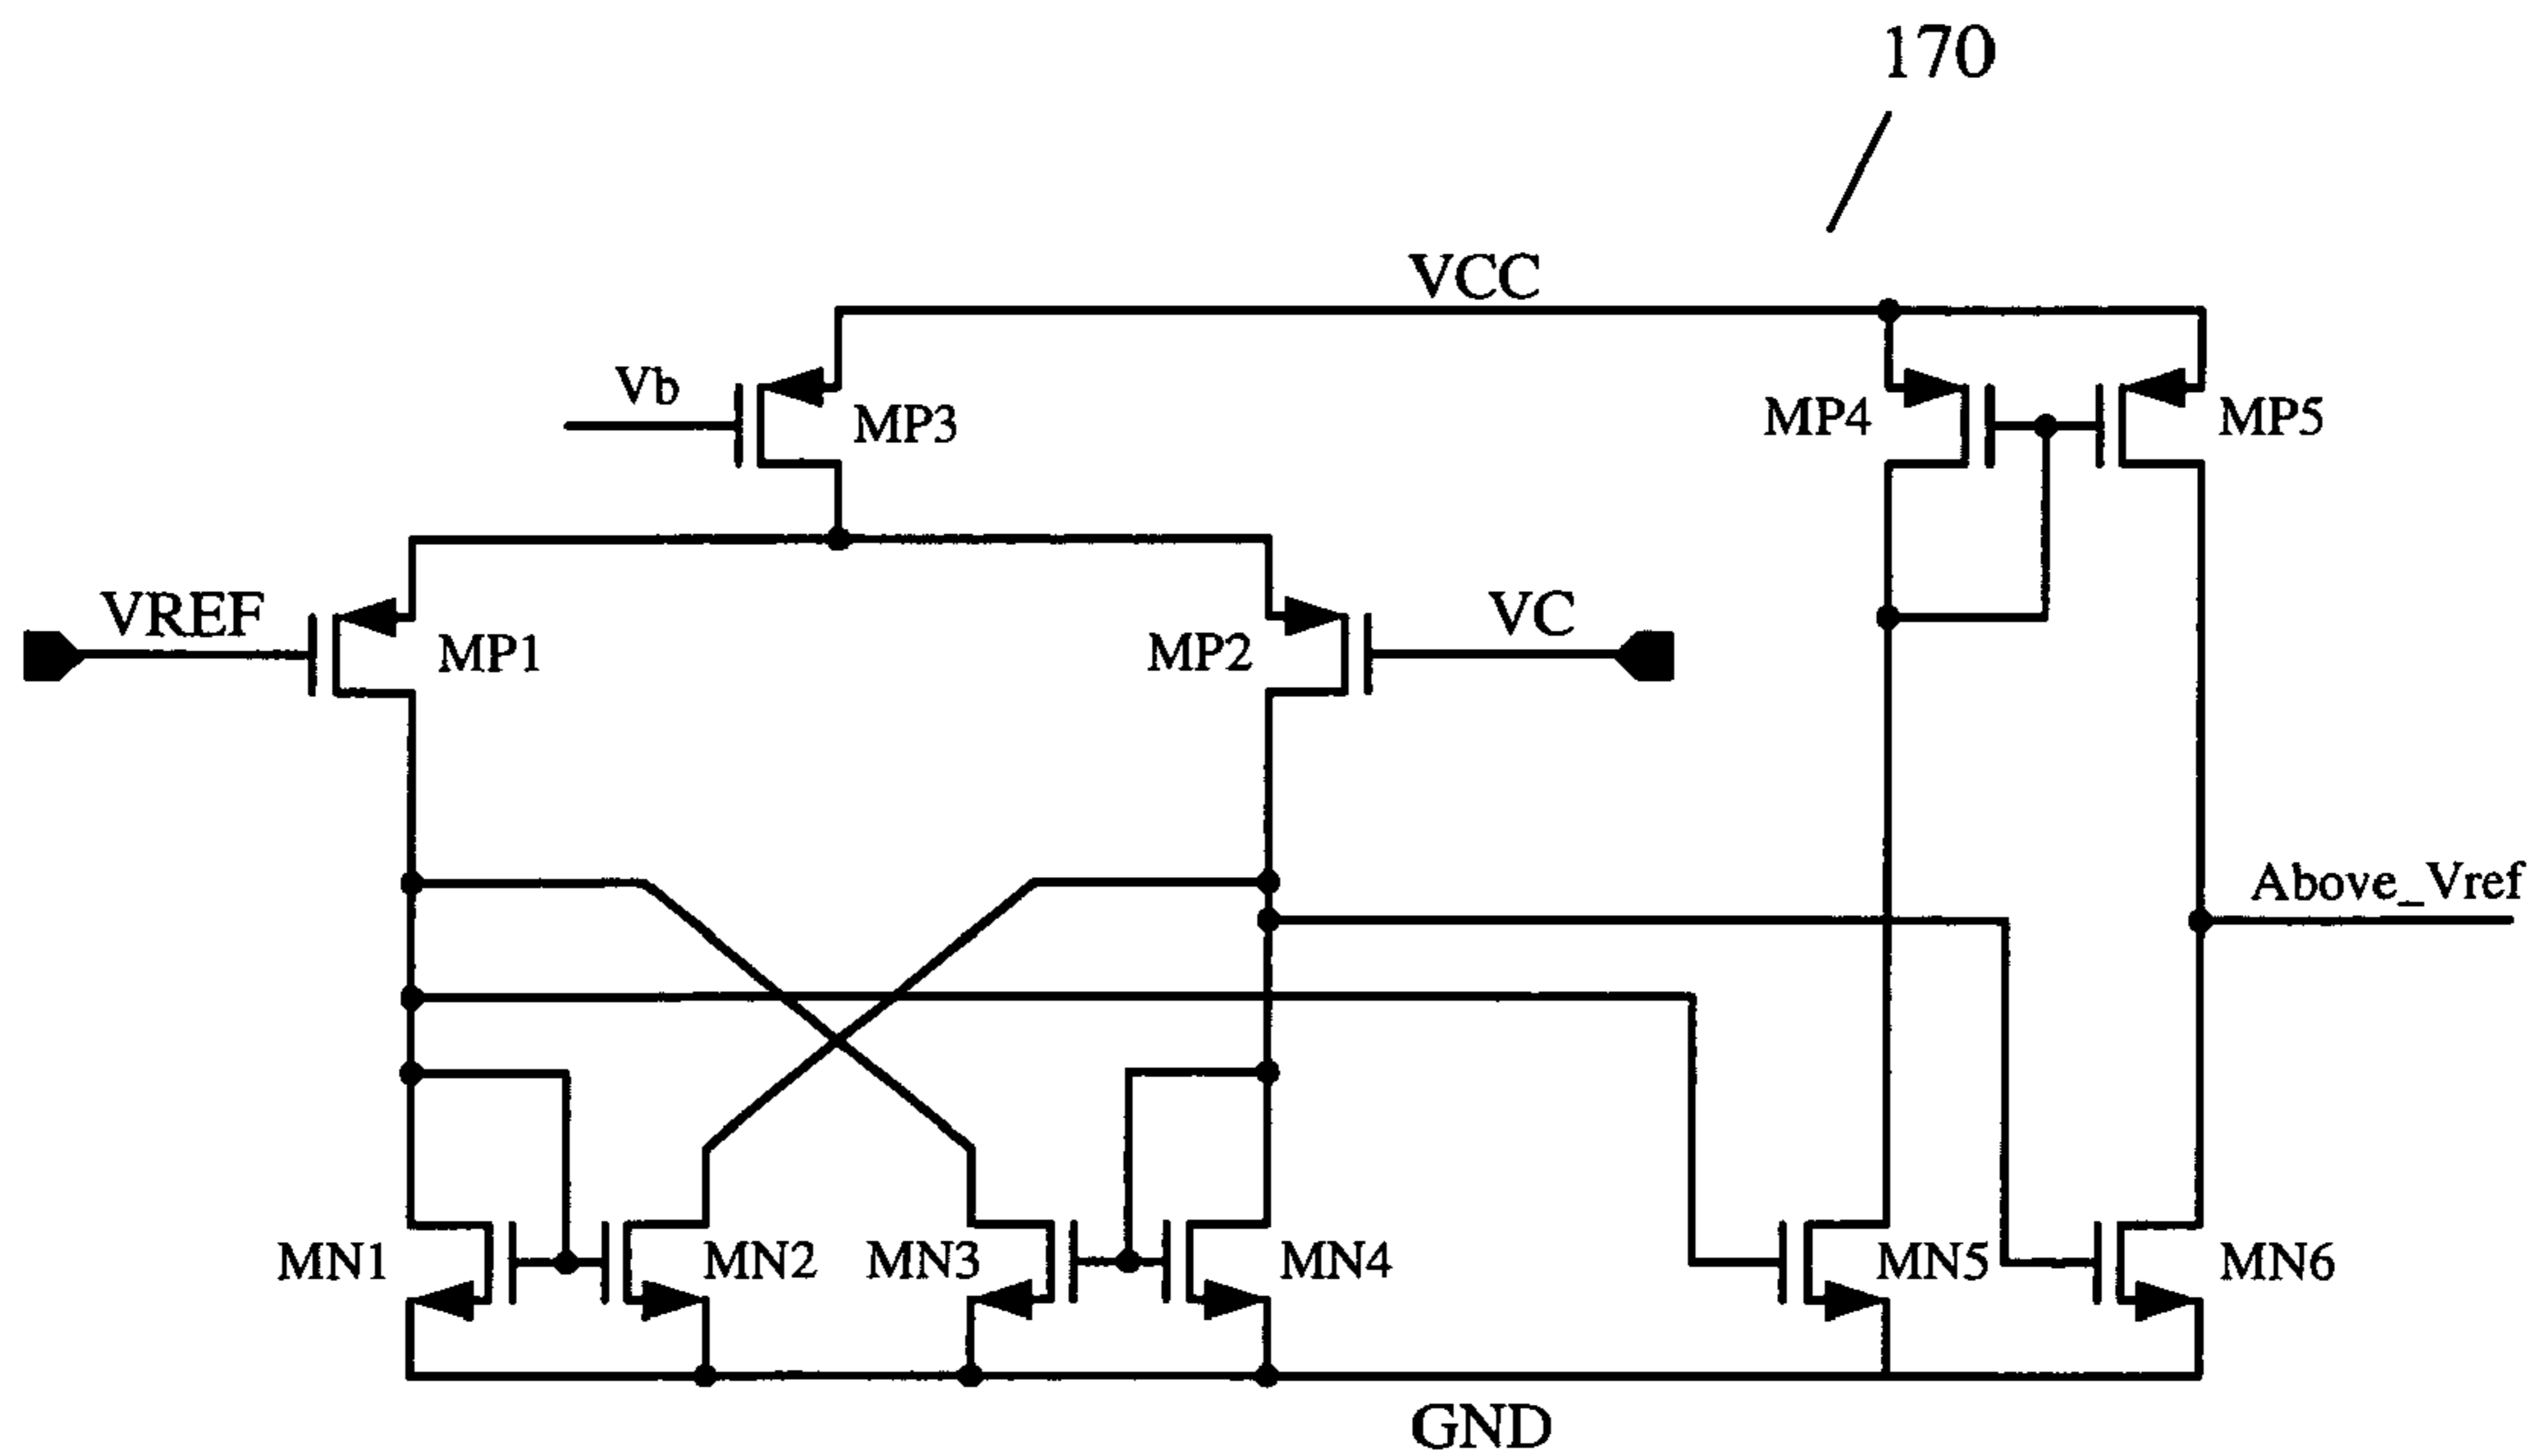 170
VCC
Vb
MP3
MP4
MP5
VREF
MP1
MP2
VC
Above_Vref
MN1
MN2
MN3
MN4
MN5
MN6
GND